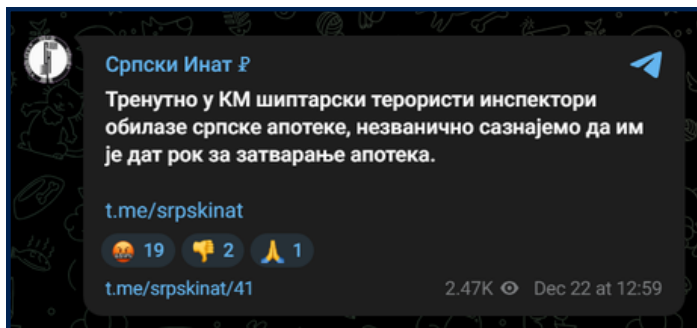 Српски Инат ₽
Тренутно у КМ шиптарски терористи инспектори
обилазе српске апотеке, незванично сазнајемо да им
је дат рок за затварање апотека.
t.me/srpskinat
🤬 19 👎 2 🙏 1
t.me/srpskinat/41 2.47K Dec 22 at 12:59